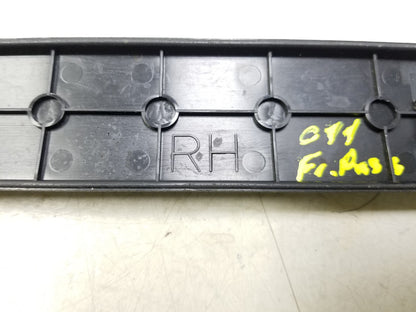 RH
011
Fr. Pass